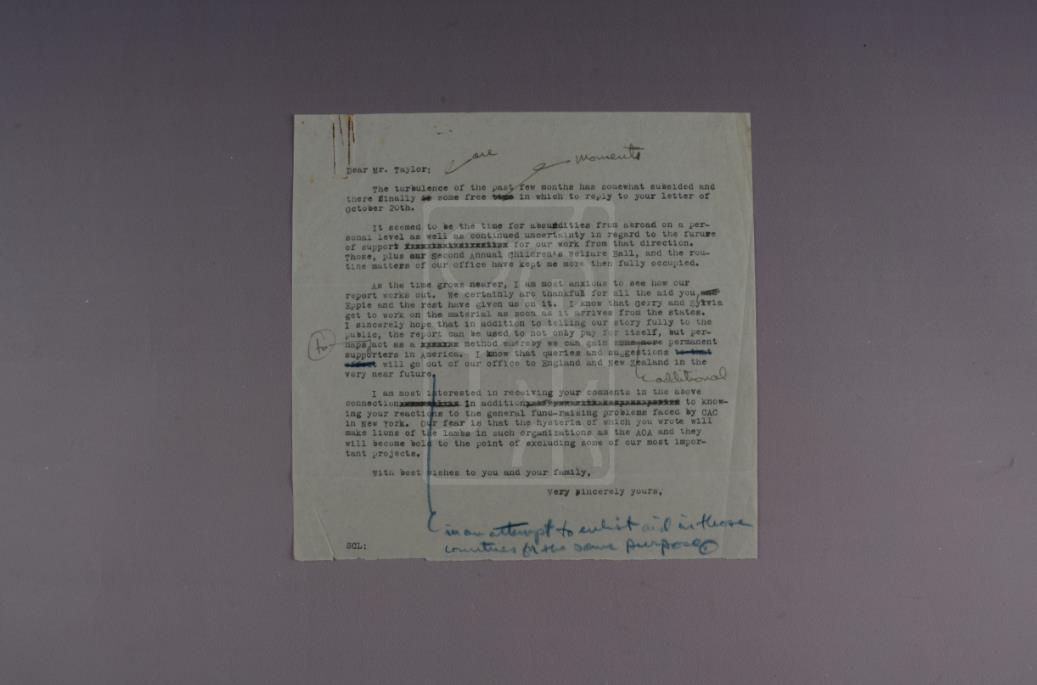 are moments
Dear Mr. Taylor:
The turbulence of the past few months has somewhat subsided and
there finally some free in which to reply to your letter of
October 20th.
It seemed to be the time for absurdities from abroad on a per-
sonal level as well as continued uncertainty in regard to the future
of support for our work from that direction.
Those, plus our Second Annual Children's Seizure Ball, and the rou-
tine matters of our office have kept me more then fully occupied.
As the time grows nearer, I am most anxious to see how our
report works out. We certainly are thankful for all the aid you,
Eppie and the rest have given us on it. I know that Gerry and Sylvia
get to work on the material as soon as it arrives from the states.
I sincerely hope that in addition to telling our story fully to the
public, the report can be used to not only pay for itself, but per-
to haps act as a method whereby we can gain permanent
supporters in America. I know that queries and suggestions
will go out of our office to England and New Zealand in the
very near future.
additional
I am most interested in receiving your comments in the above
connection in addition to know-
ing your reactions to the general fund-raising problems faced by CAC
in New York. Our fear is that the hysteria of which you wrote will
make lions of the lambs in such organizations as the AOA and they
will become bold to the point of excluding some of our most impor-
tant projects.
With best wishes to you and your family,
Very sincerely yours,
in an attempt to enlist aid in those
SCL:
countries for the same purpose